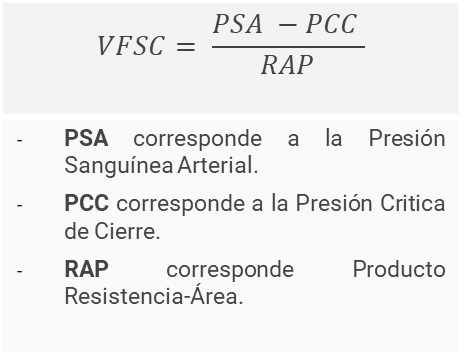 VFSC = PSA − PCC
RAP
- PSA corresponde a la Presión
Sanguínea Arterial.
- PCC corresponde a la Presión Critica
de Cierre.
- RAP corresponde Producto
Resistencia-Área.